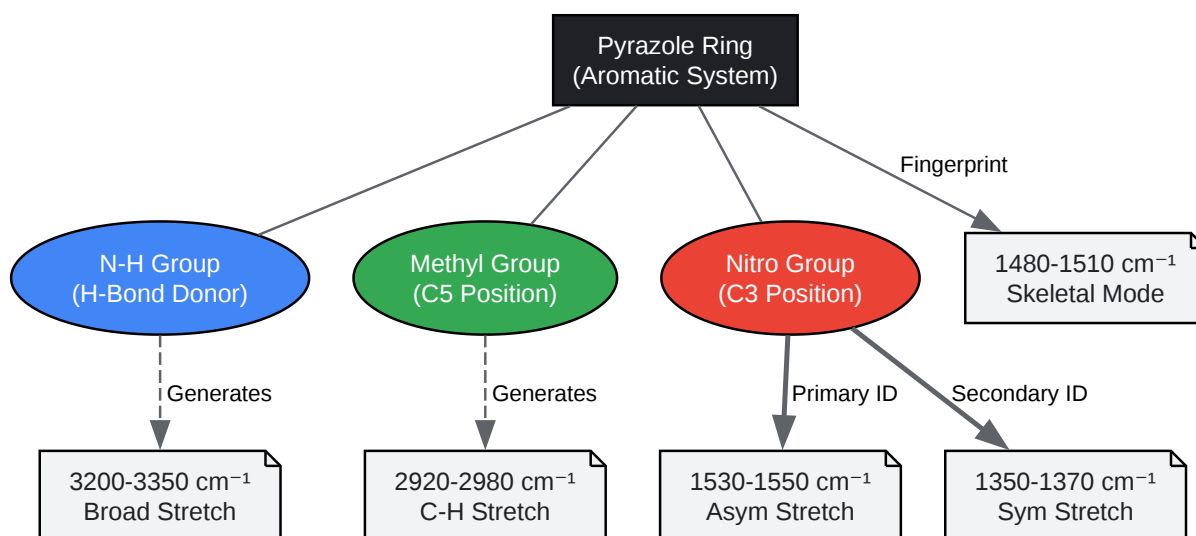 Pyrazole Ring
(Aromatic System)
Fingerprint
N-H Group
(H-Bond Donor)
Methyl Group
(C5 Position)
Nitro Group
(C3 Position)
1480-1510 cm⁻¹
Skeletal Mode
Generates
Generates
Primary ID
Secondary ID
3200-3350 cm⁻¹
Broad Stretch
2920-2980 cm⁻¹
C-H Stretch
1530-1550 cm⁻¹
Asym Stretch
1350-1370 cm⁻¹
Sym Stretch